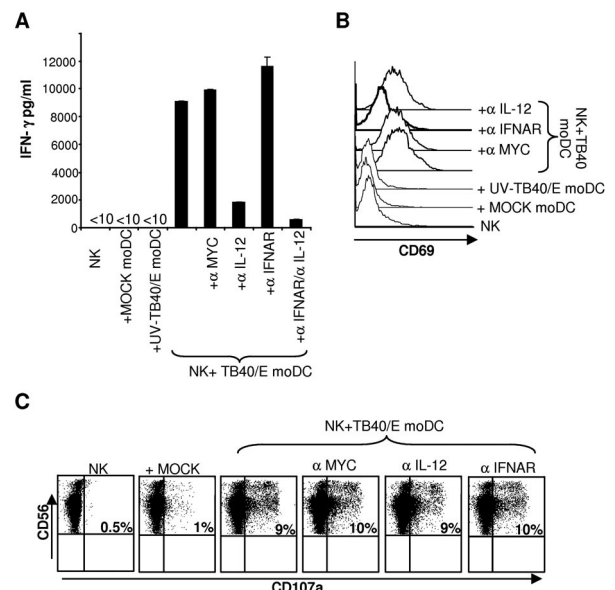 A
IFN- γ pg/ml
14000
12000
10000
8000
6000
4000
2000
0
<10 <10 <10
NK
+MOCK moDC
+UV-TB40/E moDC
+α MYC
+α IL-12
+α IFNAR
+α IFNAR/α IL-12
NK+ TB40/E moDC
B
+α IL-12
+α IFNAR
+α MYC
NK+TB40
moDC
+ UV-TB40/E moDC
+ MOCK moDC
NK
CD69
C
NK+TB40/E moDC
NK
+ MOCK
α MYC
α IL-12
α IFNAR
CD56
0.5%
1%
9%
10%
9%
10%
CD107a